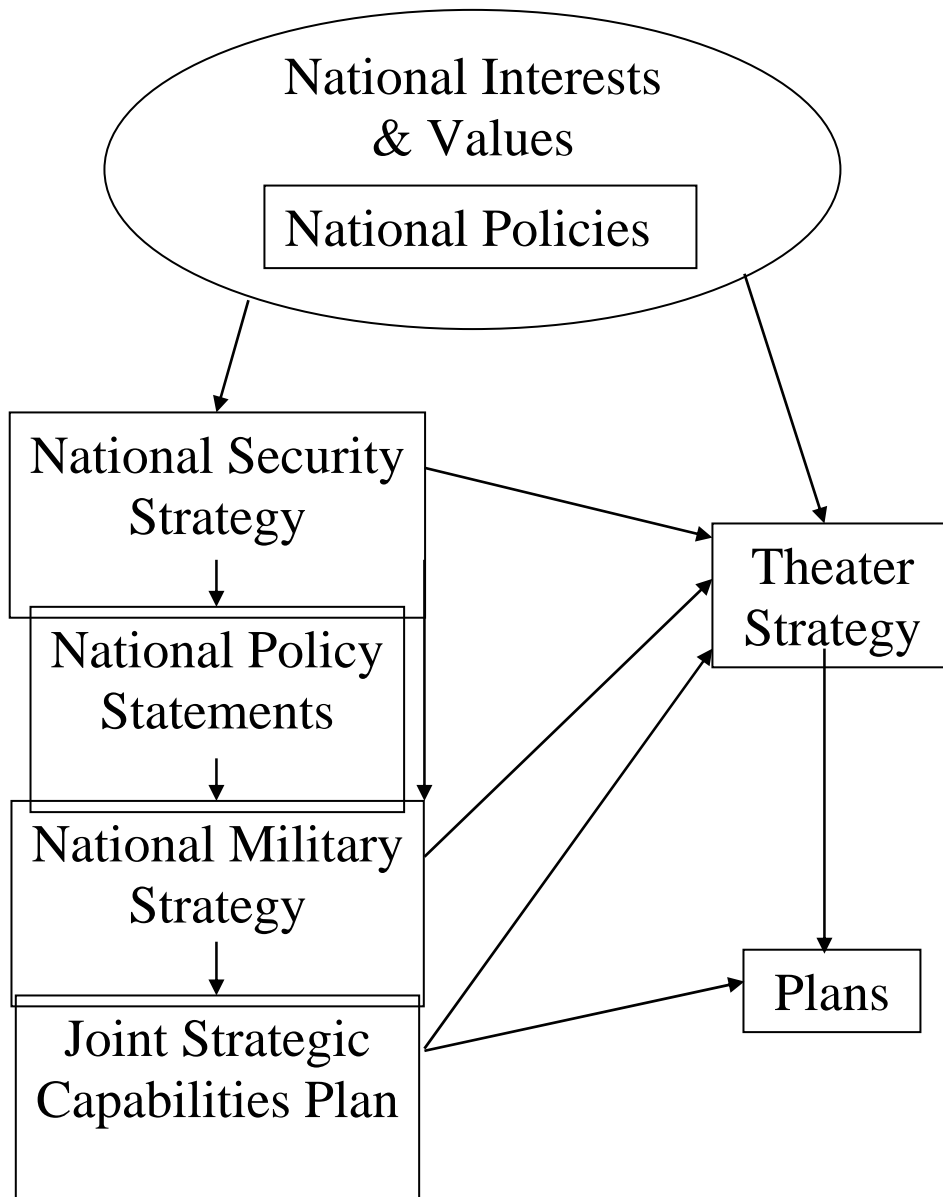 National Interests
& Values
National Policies
National Security
Strategy
National Policy
Statements
National Military
Strategy
Joint Strategic
Capabilities Plan
Theater
Strategy
Plans